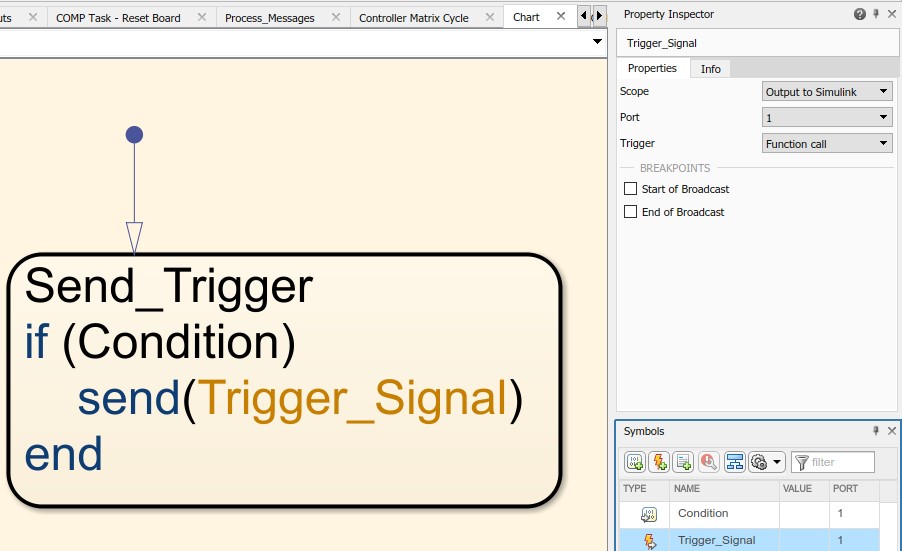 uts
COMP Task - Reset Board
Process_Messages
Controller Matrix Cycle
Chart
Property Inspector
Trigger_Signal
Properties
Info
Scope
Output to Simulink
Port
1
Trigger
Function call
BREAKPOINTS
Start of Broadcast
End of Broadcast
Send_Trigger
if (Condition)
send(Trigger_Signal)
end
Symbols
filter
TYPE NAME VALUE PORT
Condition 1
Trigger_Signal 1